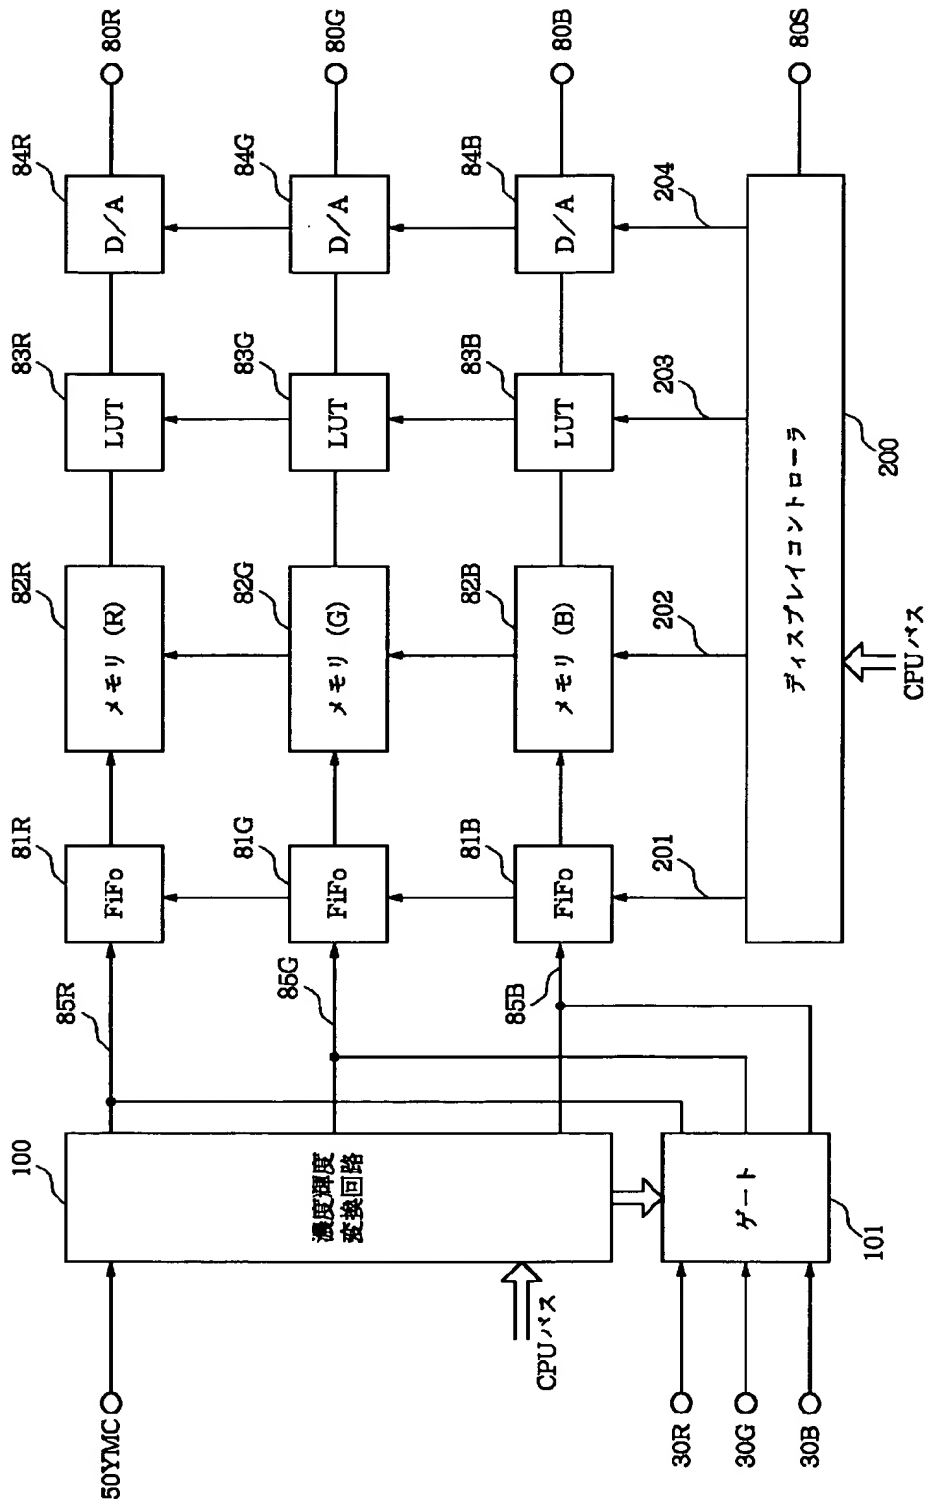 80R
80G
80B
80S
84R
84G
84B
204
D/A
D/A
D/A
83R
83G
83B
203
LUT
LUT
LUT
82R
82G
82B
202
メモリ (R)
メモリ (G)
メモリ (B)
ディスプレイコントローラ
200
CPUバス
81R
81G
81B
201
FiFo
FiFo
FiFo
85R
85G
85B
100
濃度輝度
変換回路
ゲート
101
CPUバス
50YMC
30R
30G
30B